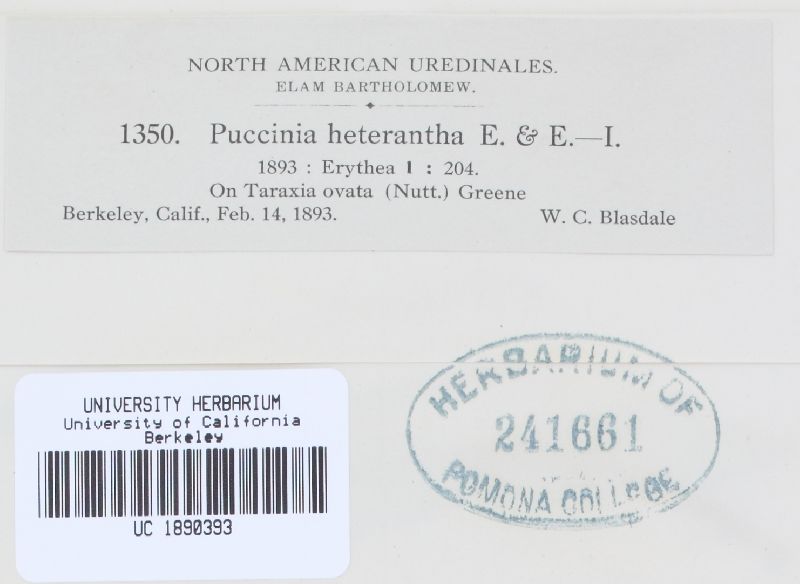 NORTH AMERICAN UREDINALES.
ELAM BARTHOLOMEW.
1350. Puccinia heterantha E. & E.—I.
1893 : Erythea 1 : 204.
On Taraxia ovata (Nutt.) Greene
Berkeley, Calif., Feb. 14, 1893. W. C. Blasdale
HERBARIUM OF
241661
POMONA COLLEGE
UNIVERSITY HERBARIUM
University of California
Berkeley
UC 1890393